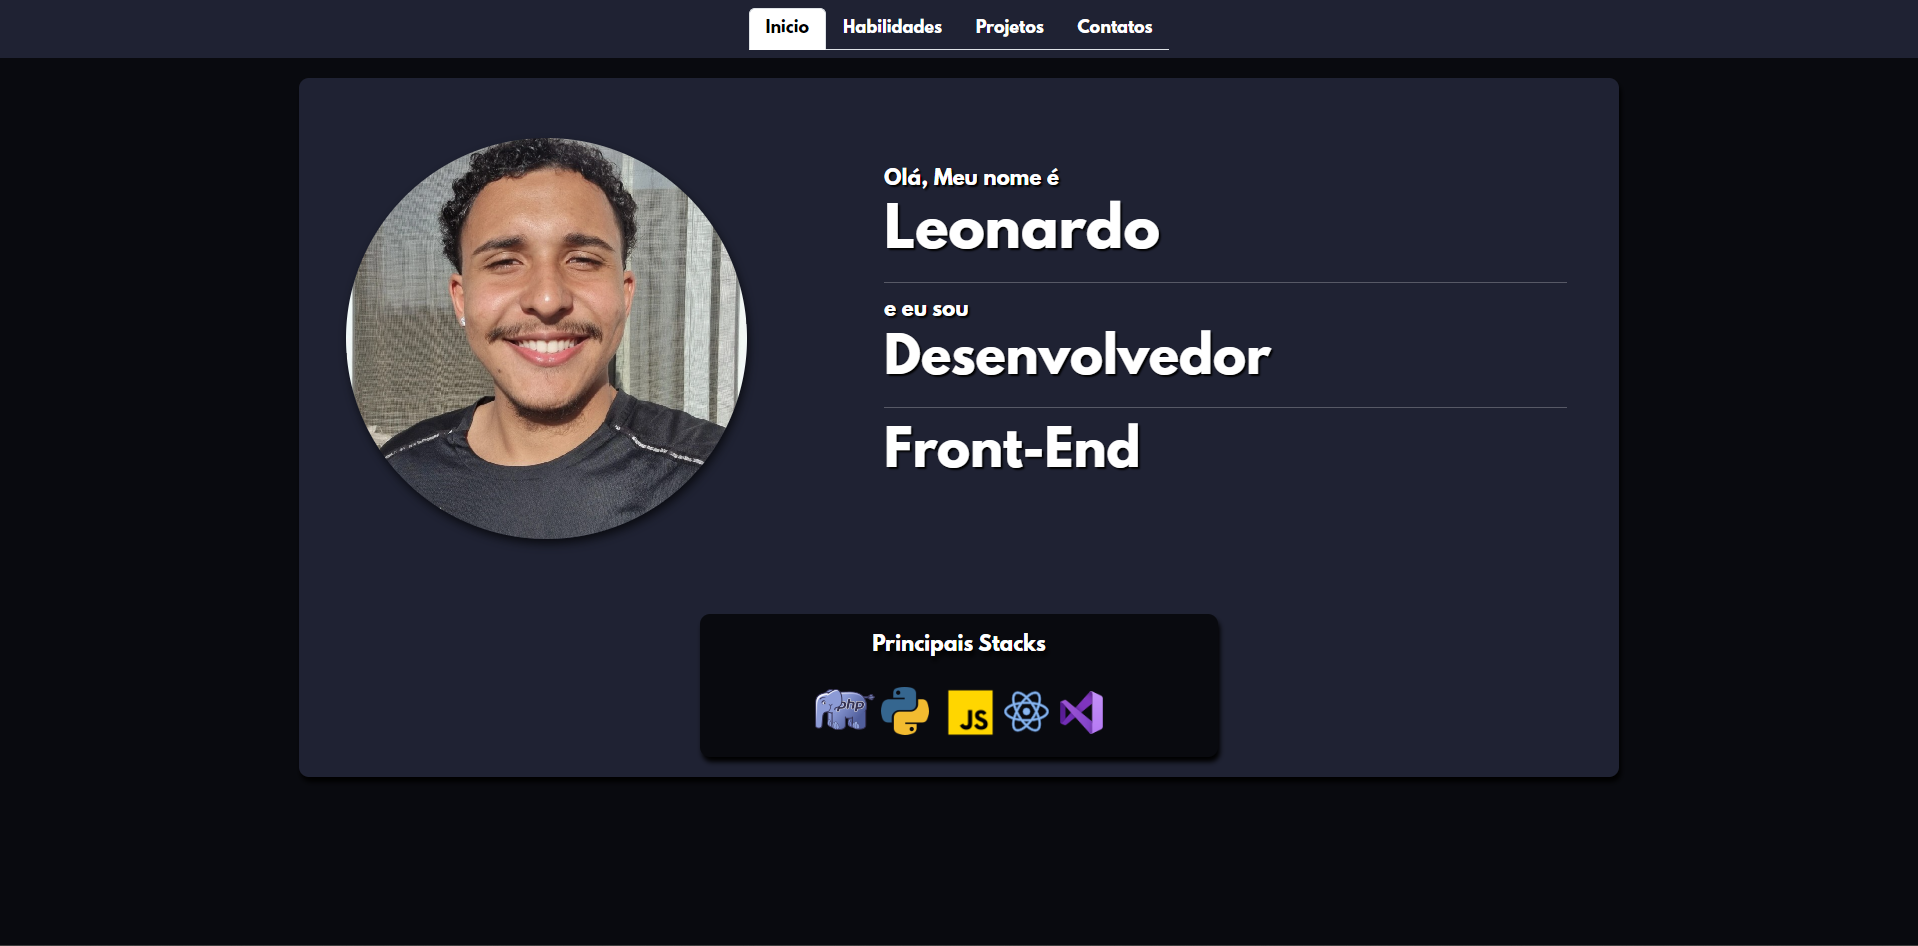 Inicio Habilidades Projetos Contatos
Olá, Meu nome é
Leonardo
e eu sou
Desenvolvedor
Front-End
Principais Stacks
php JS